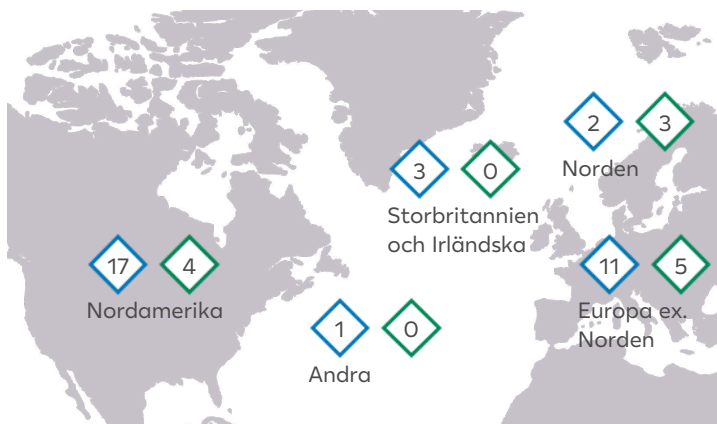 2 3
Norden
3 0
Storbritannien
och Irländska
17 4
Nordamerika
11 5
Europa ex.
Norden
1 0
Andra